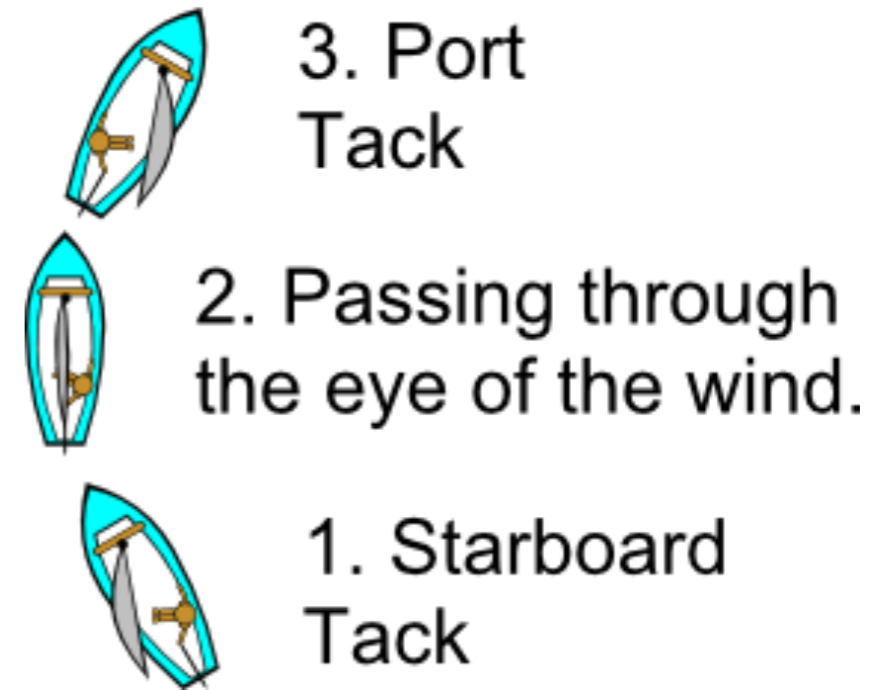 3. Port
Tack
2. Passing through
the eye of the wind.
1. Starboard
Tack